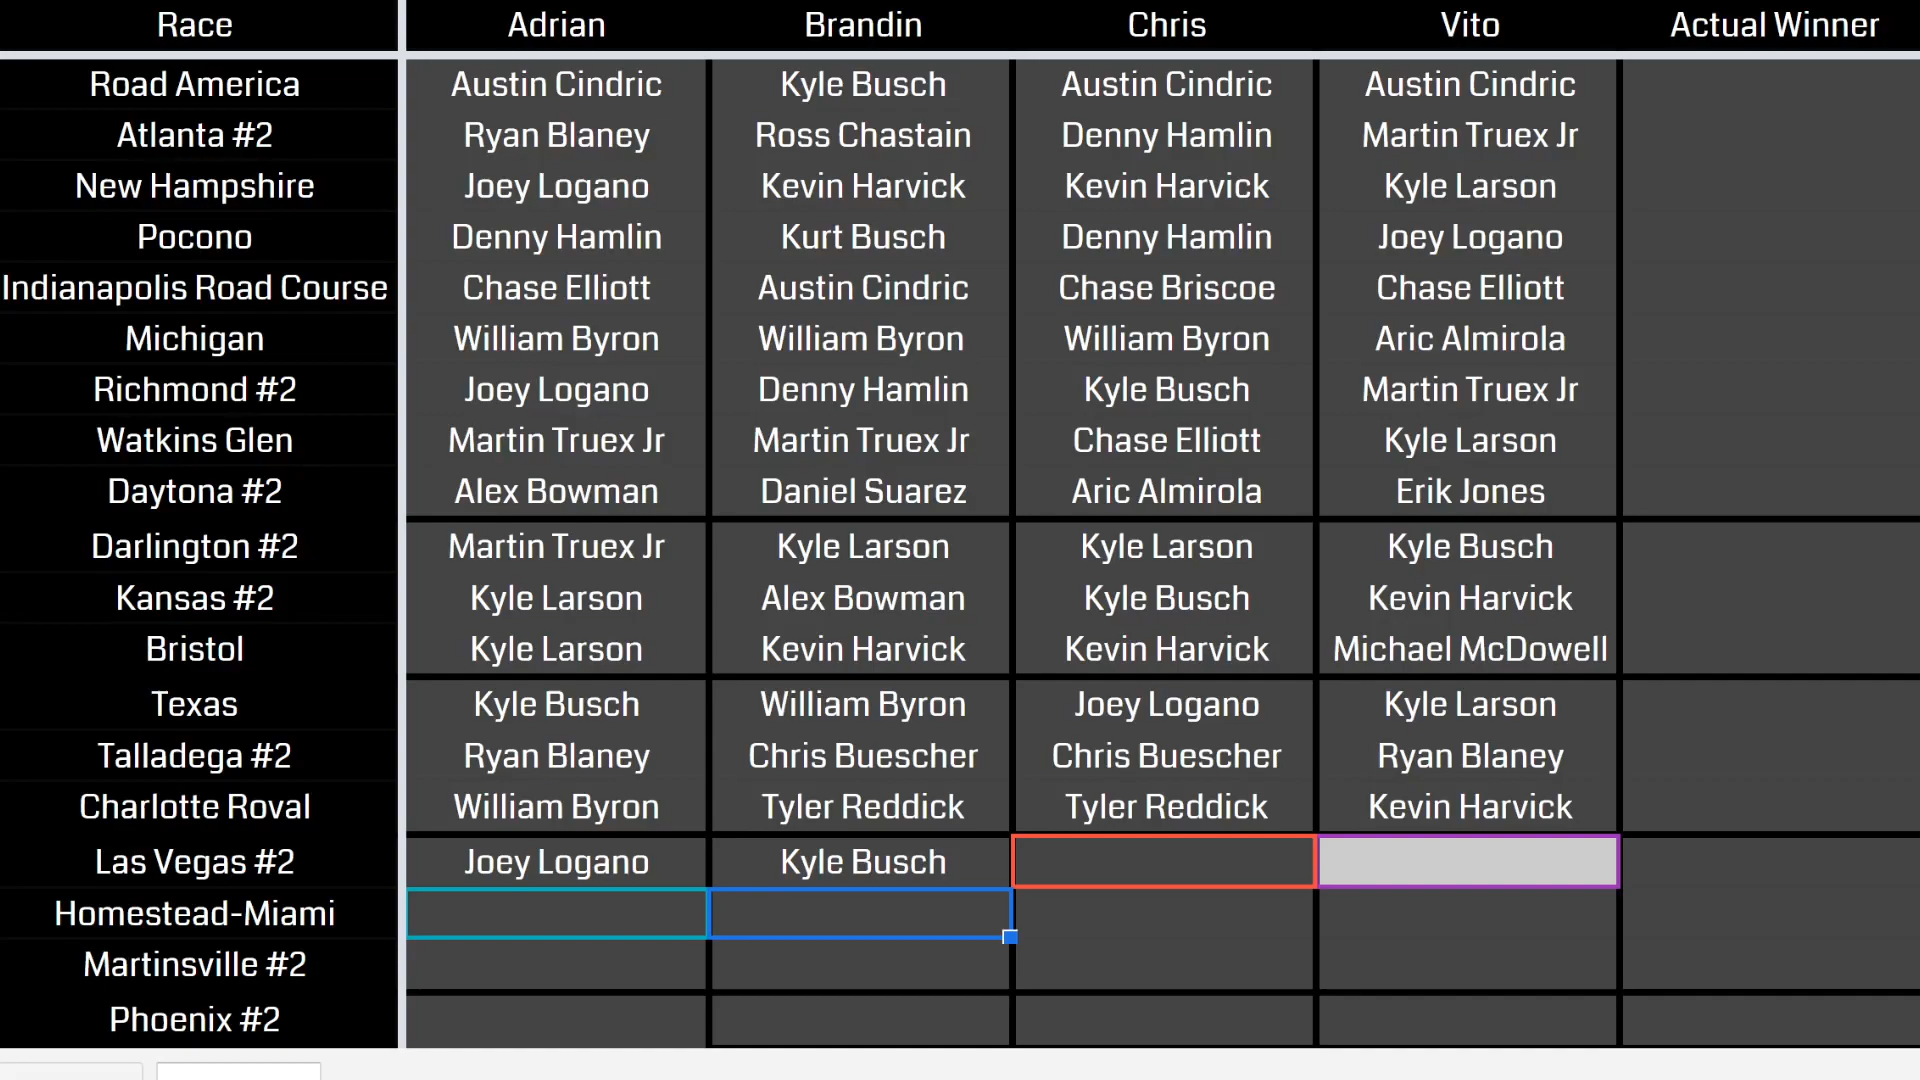 Race Adrian Brandin Chris Vito Actual Winner
Road America Austin Cindric Kyle Busch Austin Cindric Austin Cindric
Atlanta #2 Ryan Blaney Ross Chastain Denny Hamlin Martin Truex Jr
New Hampshire Joey Logano Kevin Harvick Kevin Harvick Kyle Larson
Pocono Denny Hamlin Kurt Busch Denny Hamlin Joey Logano
Indianapolis Road Course Chase Elliott Austin Cindric Chase Briscoe Chase Elliott
Michigan William Byron William Byron William Byron Aric Almirola
Richmond #2 Joey Logano Denny Hamlin Kyle Busch Martin Truex Jr
Watkins Glen Martin Truex Jr Martin Truex Jr Chase Elliott Kyle Larson
Daytona #2 Alex Bowman Daniel Suarez Aric Almirola Erik Jones
Darlington #2 Martin Truex Jr Kyle Larson Kyle Larson Kyle Busch
Kansas #2 Kyle Larson Alex Bowman Kyle Busch Kevin Harvick
Bristol Kyle Larson Kevin Harvick Kevin Harvick Michael McDowell
Texas Kyle Busch William Byron Joey Logano Kyle Larson
Talladega #2 Ryan Blaney Chris Buescher Chris Buescher Ryan Blaney
Charlotte Roval William Byron Tyler Reddick Tyler Reddick Kevin Harvick
Las Vegas #2 Joey Logano Kyle Busch
Homestead-Miami
Martinsville #2
Phoenix #2